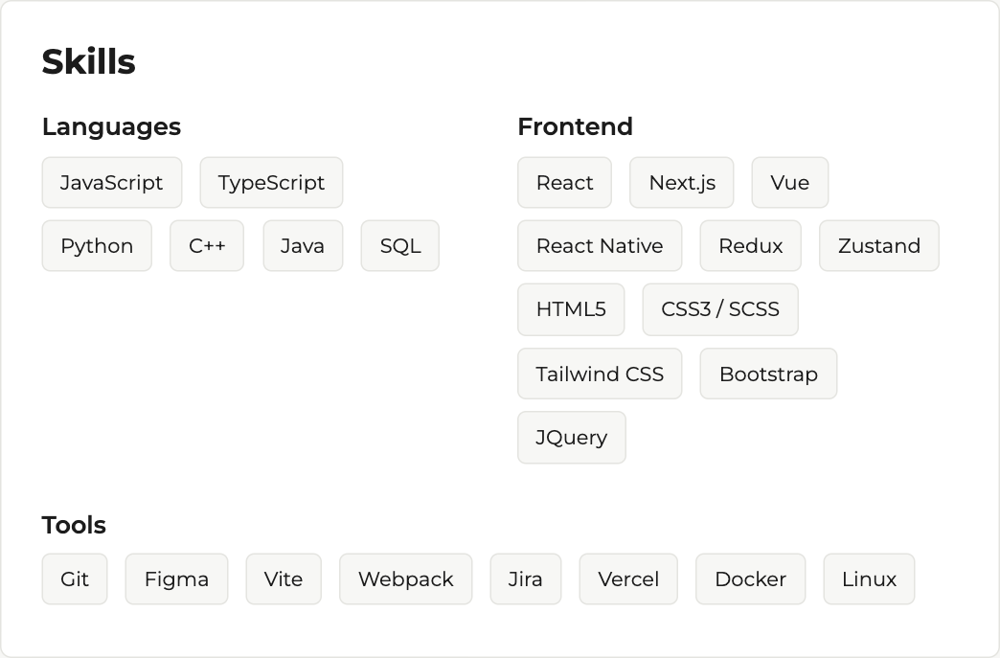 Skills
Languages
JavaScript TypeScript
Python C++ Java SQL
Frontend
React Next.js Vue
React Native Redux Zustand
HTML5 CSS3 / SCSS
Tailwind CSS Bootstrap
JQuery
Tools
Git Figma Vite Webpack Jira Vercel Docker Linux